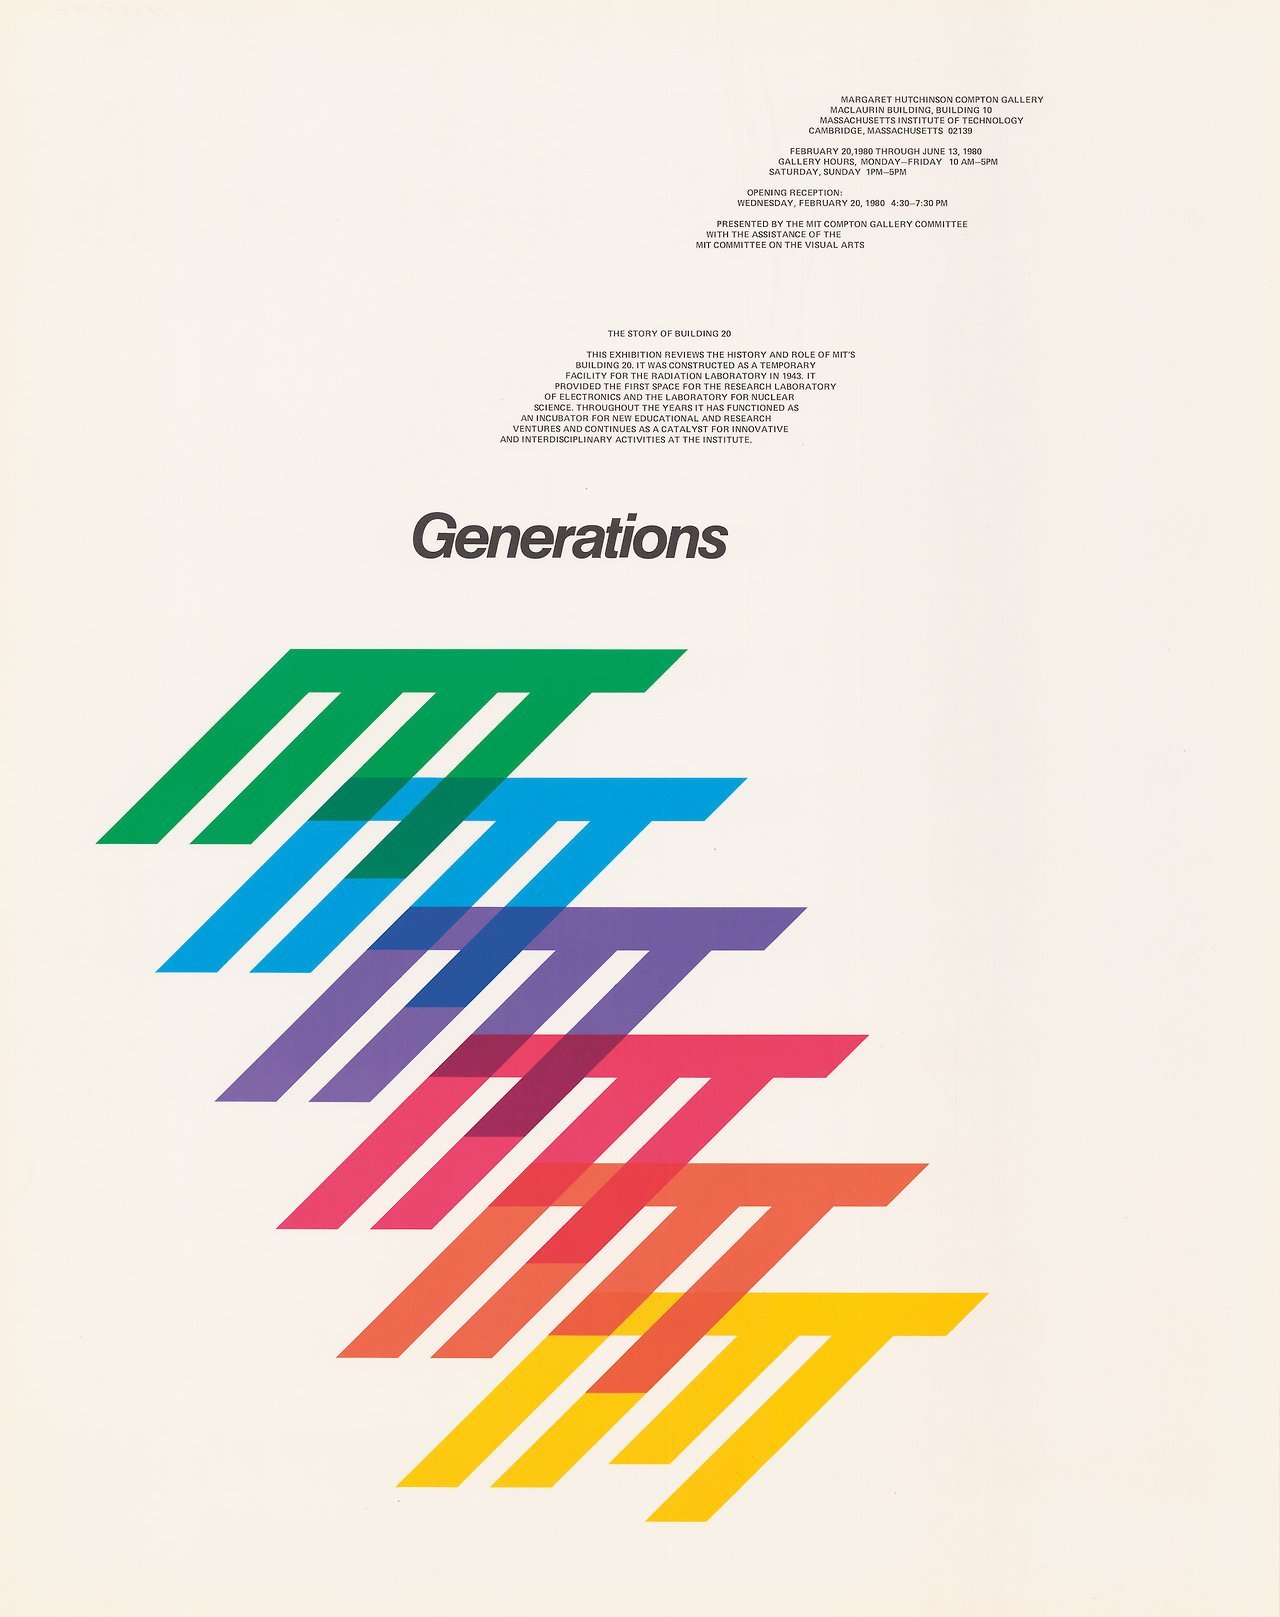 MARGARET HUTCHINSON COMPTON GALLERY
MACLAURIN BUILDING, BUILDING 10
MASSACHUSETTS INSTITUTE OF TECHNOLOGY
CAMBRIDGE, MASSACHUSETTS 02139
FEBRUARY 20,1980 THROUGH JUNE 13, 1980
GALLERY HOURS, MONDAY–FRIDAY 10 AM–5PM
SATURDAY, SUNDAY 1PM–5PM
OPENING RECEPTION:
WEDNESDAY, FEBRUARY 20, 1980 4:30–7:30 PM
PRESENTED BY THE MIT COMPTON GALLERY COMMITTEE
WITH THE ASSISTANCE OF THE
MIT COMMITTEE ON THE VISUAL ARTS
THE STORY OF BUILDING 20
THIS EXHIBITION REVIEWS THE HISTORY AND ROLE OF MIT'S
BUILDING 20. IT WAS CONSTRUCTED AS A TEMPORARY
FACILITY FOR THE RADIATION LABORATORY IN 1943. IT
PROVIDED THE FIRST SPACE FOR THE RESEARCH LABORATORY
OF ELECTRONICS AND THE LABORATORY FOR NUCLEAR
SCIENCE. THROUGHOUT THE YEARS IT HAS FUNCTIONED AS
AN INCUBATOR FOR NEW EDUCATIONAL AND RESEARCH
VENTURES AND CONTINUES AS A CATALYST FOR INNOVATIVE
AND INTERDISCIPLINARY ACTIVITIES AT THE INSTITUTE.
Generations